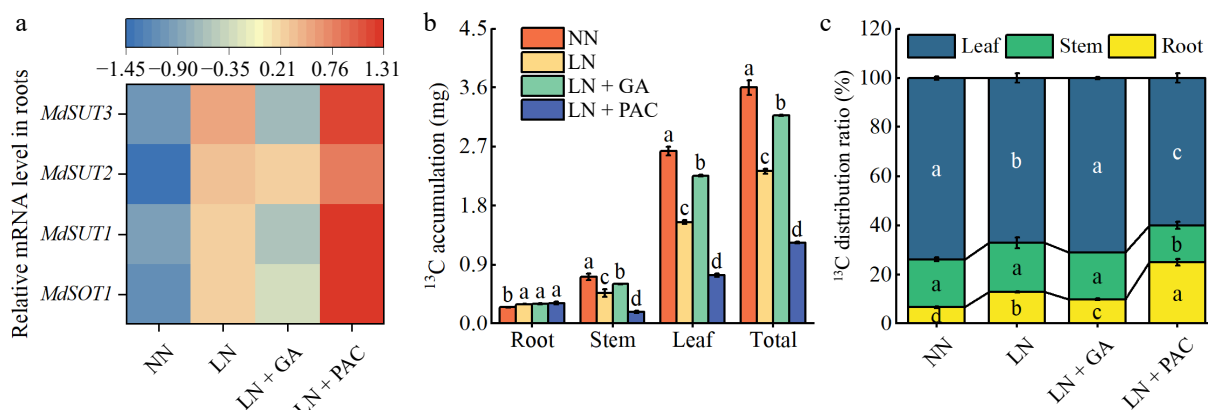 a
−1.45 −0.90 −0.35 0.21 0.76 1.31
Relative mRNA level in roots
MdSUT3
MdSUT2
MdSUT1
MdSOT1
NN
LN
LN + GA
LN + PAC
b
¹³C accumulation (mg)
4.5
3.6
2.7
1.8
0.9
0.0
NN
LN
LN + GA
LN + PAC
b a a a
a c b d
a c b d
a c b d
Root Stem Leaf Total
c
¹³C distribution ratio (%)
120
100
80
60
40
20
0
Leaf Stem Root
a b a c
a a a b
d b c a
NN
LN
LN + GA
LN + PAC